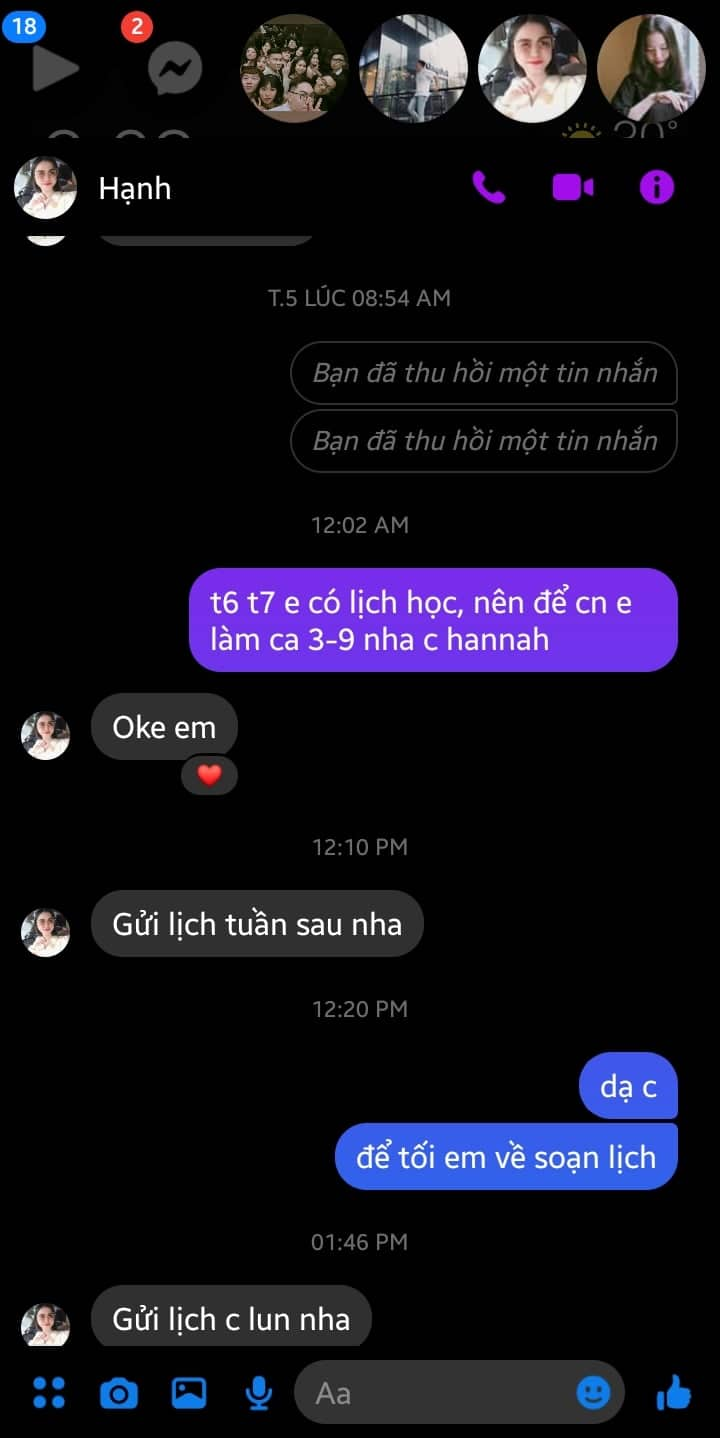 18
2
Hạnh
T.5 LÚC 08:54 AM
Bạn đã thu hồi một tin nhắn
Bạn đã thu hồi một tin nhắn
12:02 AM
t6 t7 e có lịch học, nên để cn e
làm ca 3-9 nha c hannah
Oke em
12:10 PM
Gửi lịch tuần sau nha
12:20 PM
dạ c
để tối em về soạn lịch
01:46 PM
Gửi lịch c lun nha
Aa